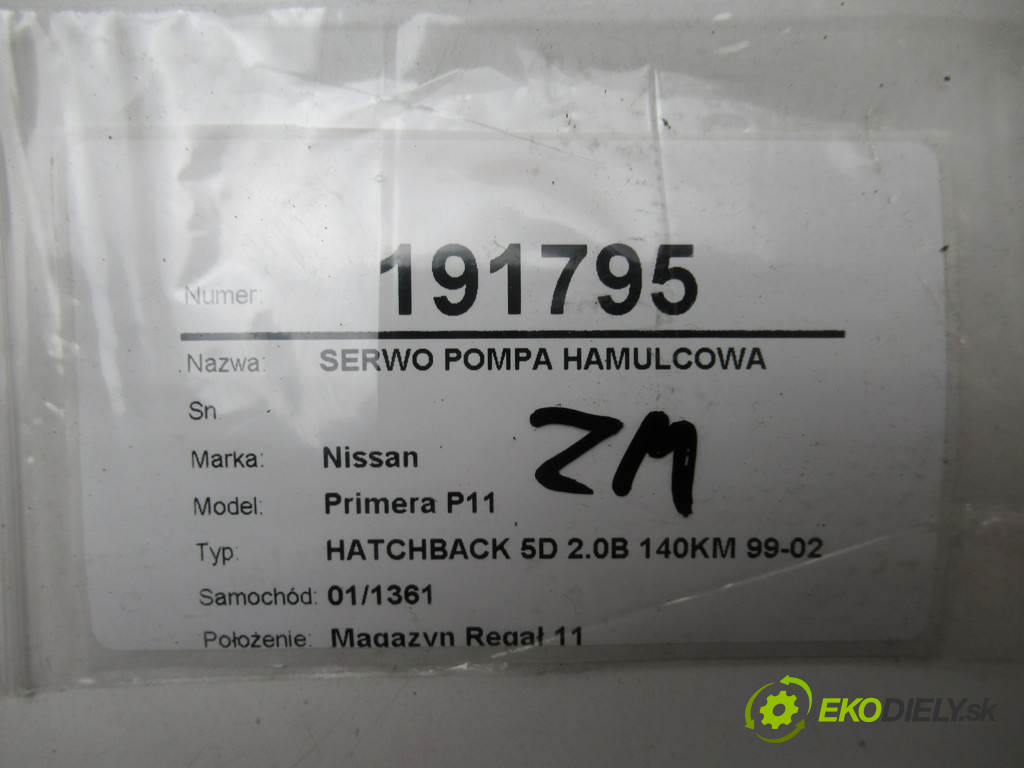 Numer: 191795
Nazwa: SERWO POMPA HAMULCOWA
Sn
ZM
Marka: Nissan
Model: Primera P11
Typ: HATCHBACK 5D 2.0B 140KM 99-02
Samochód: 01/1361
Położenie: Magazyn Regał 11
EKODIELY.sk